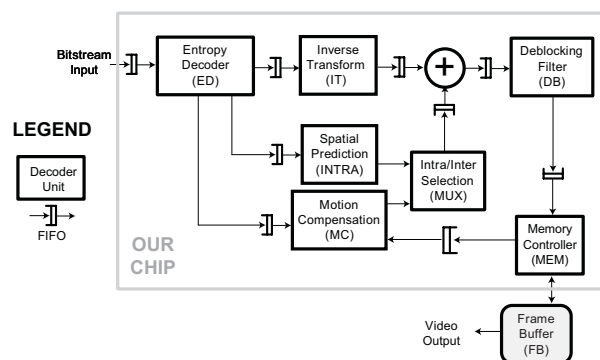 Bitstream
Input
Entropy
Decoder
(ED)
Inverse
Transform
(IT)
+
Deblocking
Filter
(DB)
LEGEND
Decoder
Unit
FIFO
Spatial
Prediction
(INTRA)
Intra/Inter
Selection
(MUX)
Motion
Compensation
(MC)
Memory
Controller
(MEM)
OUR
CHIP
Video
Output
Frame
Buffer
(FB)